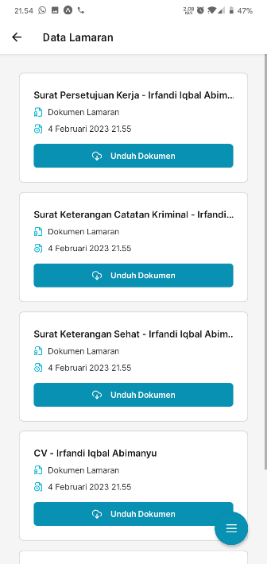 21.54
47%
Data Lamaran
Surat Persetujuan Kerja - Irfandi Iqbal Abim...
Dokumen Lamaran
4 Februari 2023 21.55
Unduh Dokumen
Surat Keterangan Catatan Kriminal - Irfandi...
Dokumen Lamaran
4 Februari 2023 21.55
Unduh Dokumen
Surat Keterangan Sehat - Irfandi Iqbal Abim..
Dokumen Lamaran
4 Februari 2023 21.55
Unduh Dokumen
CV - Irfandi Iqbal Abimanyu
Dokumen Lamaran
4 Februari 2023 21.55
Unduh Dokumen